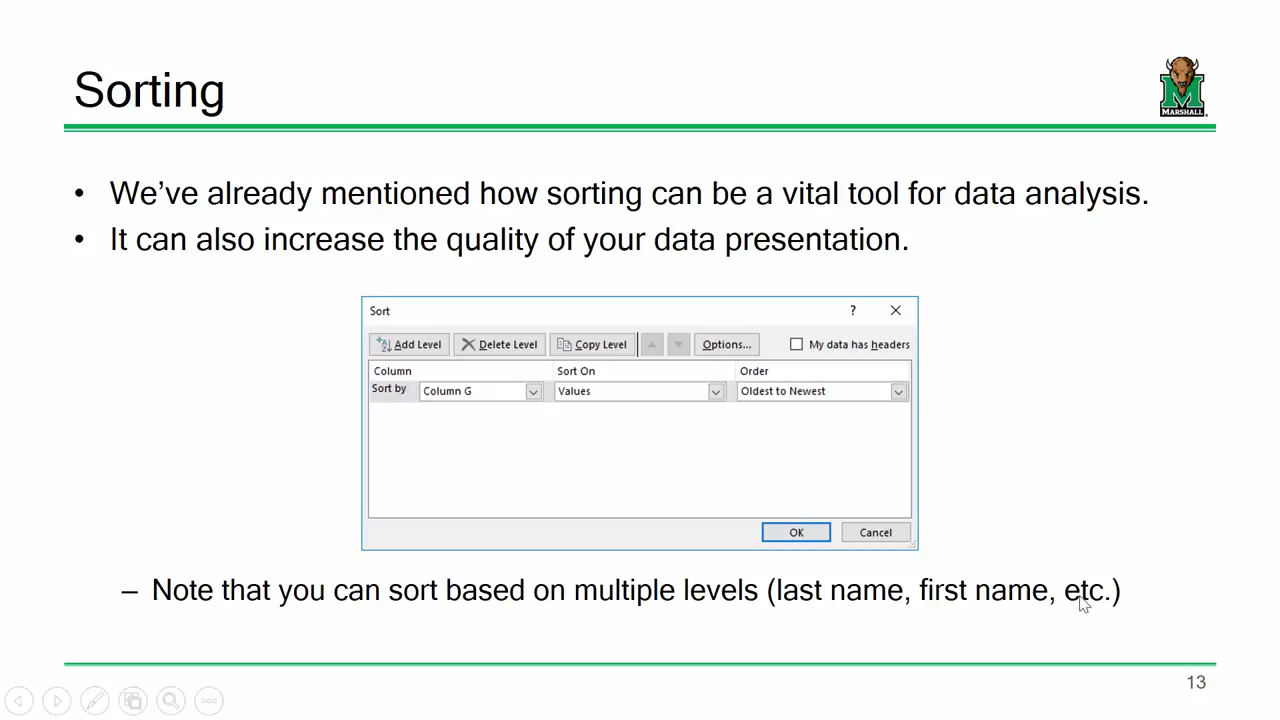 Sorting
MARSHALL
• We’ve already mentioned how sorting can be a vital tool for data analysis.
• It can also increase the quality of your data presentation.
Sort ?
Add Level Delete Level Copy Level Options... My data has headers
Column Sort On Order
Sort by Column G Values Oldest to Newest
OK Cancel
– Note that you can sort based on multiple levels (last name, first name, etc.)
13